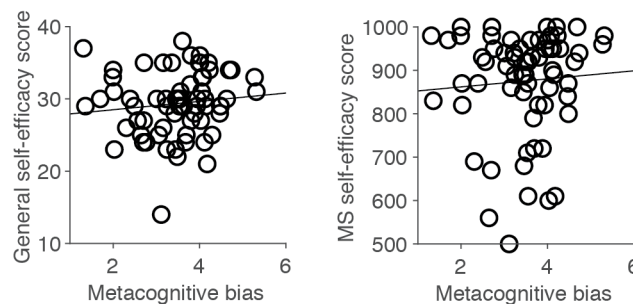 General self-efficacy score
40
30
20
10
2 4 6
Metacognitive bias
MS self-efficacy score
1000
900
800
700
600
500
2 4 6
Metacognitive bias